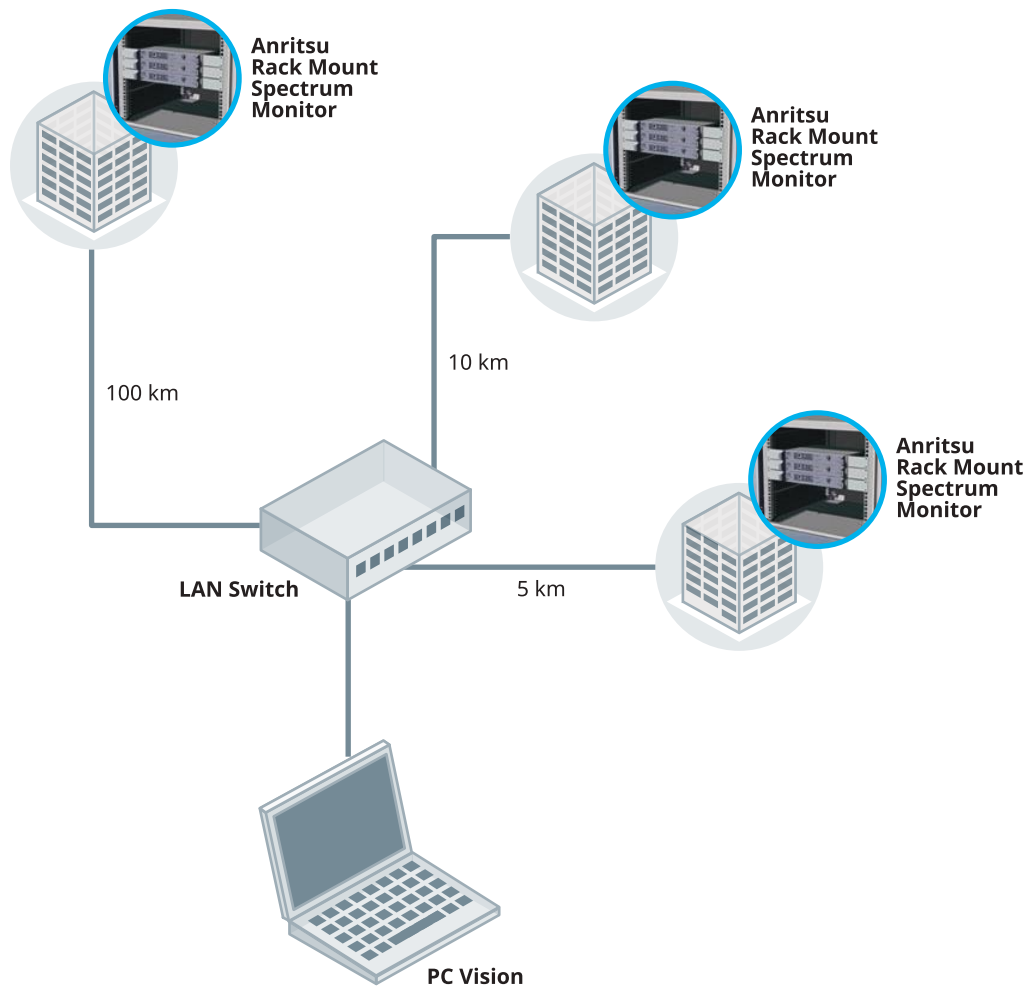 Anritsu
Rack Mount
Spectrum
Monitor
Anritsu
Rack Mount
Spectrum
Monitor
10 km
100 km
Anritsu
Rack Mount
Spectrum
Monitor
LAN Switch
5 km
PC Vision